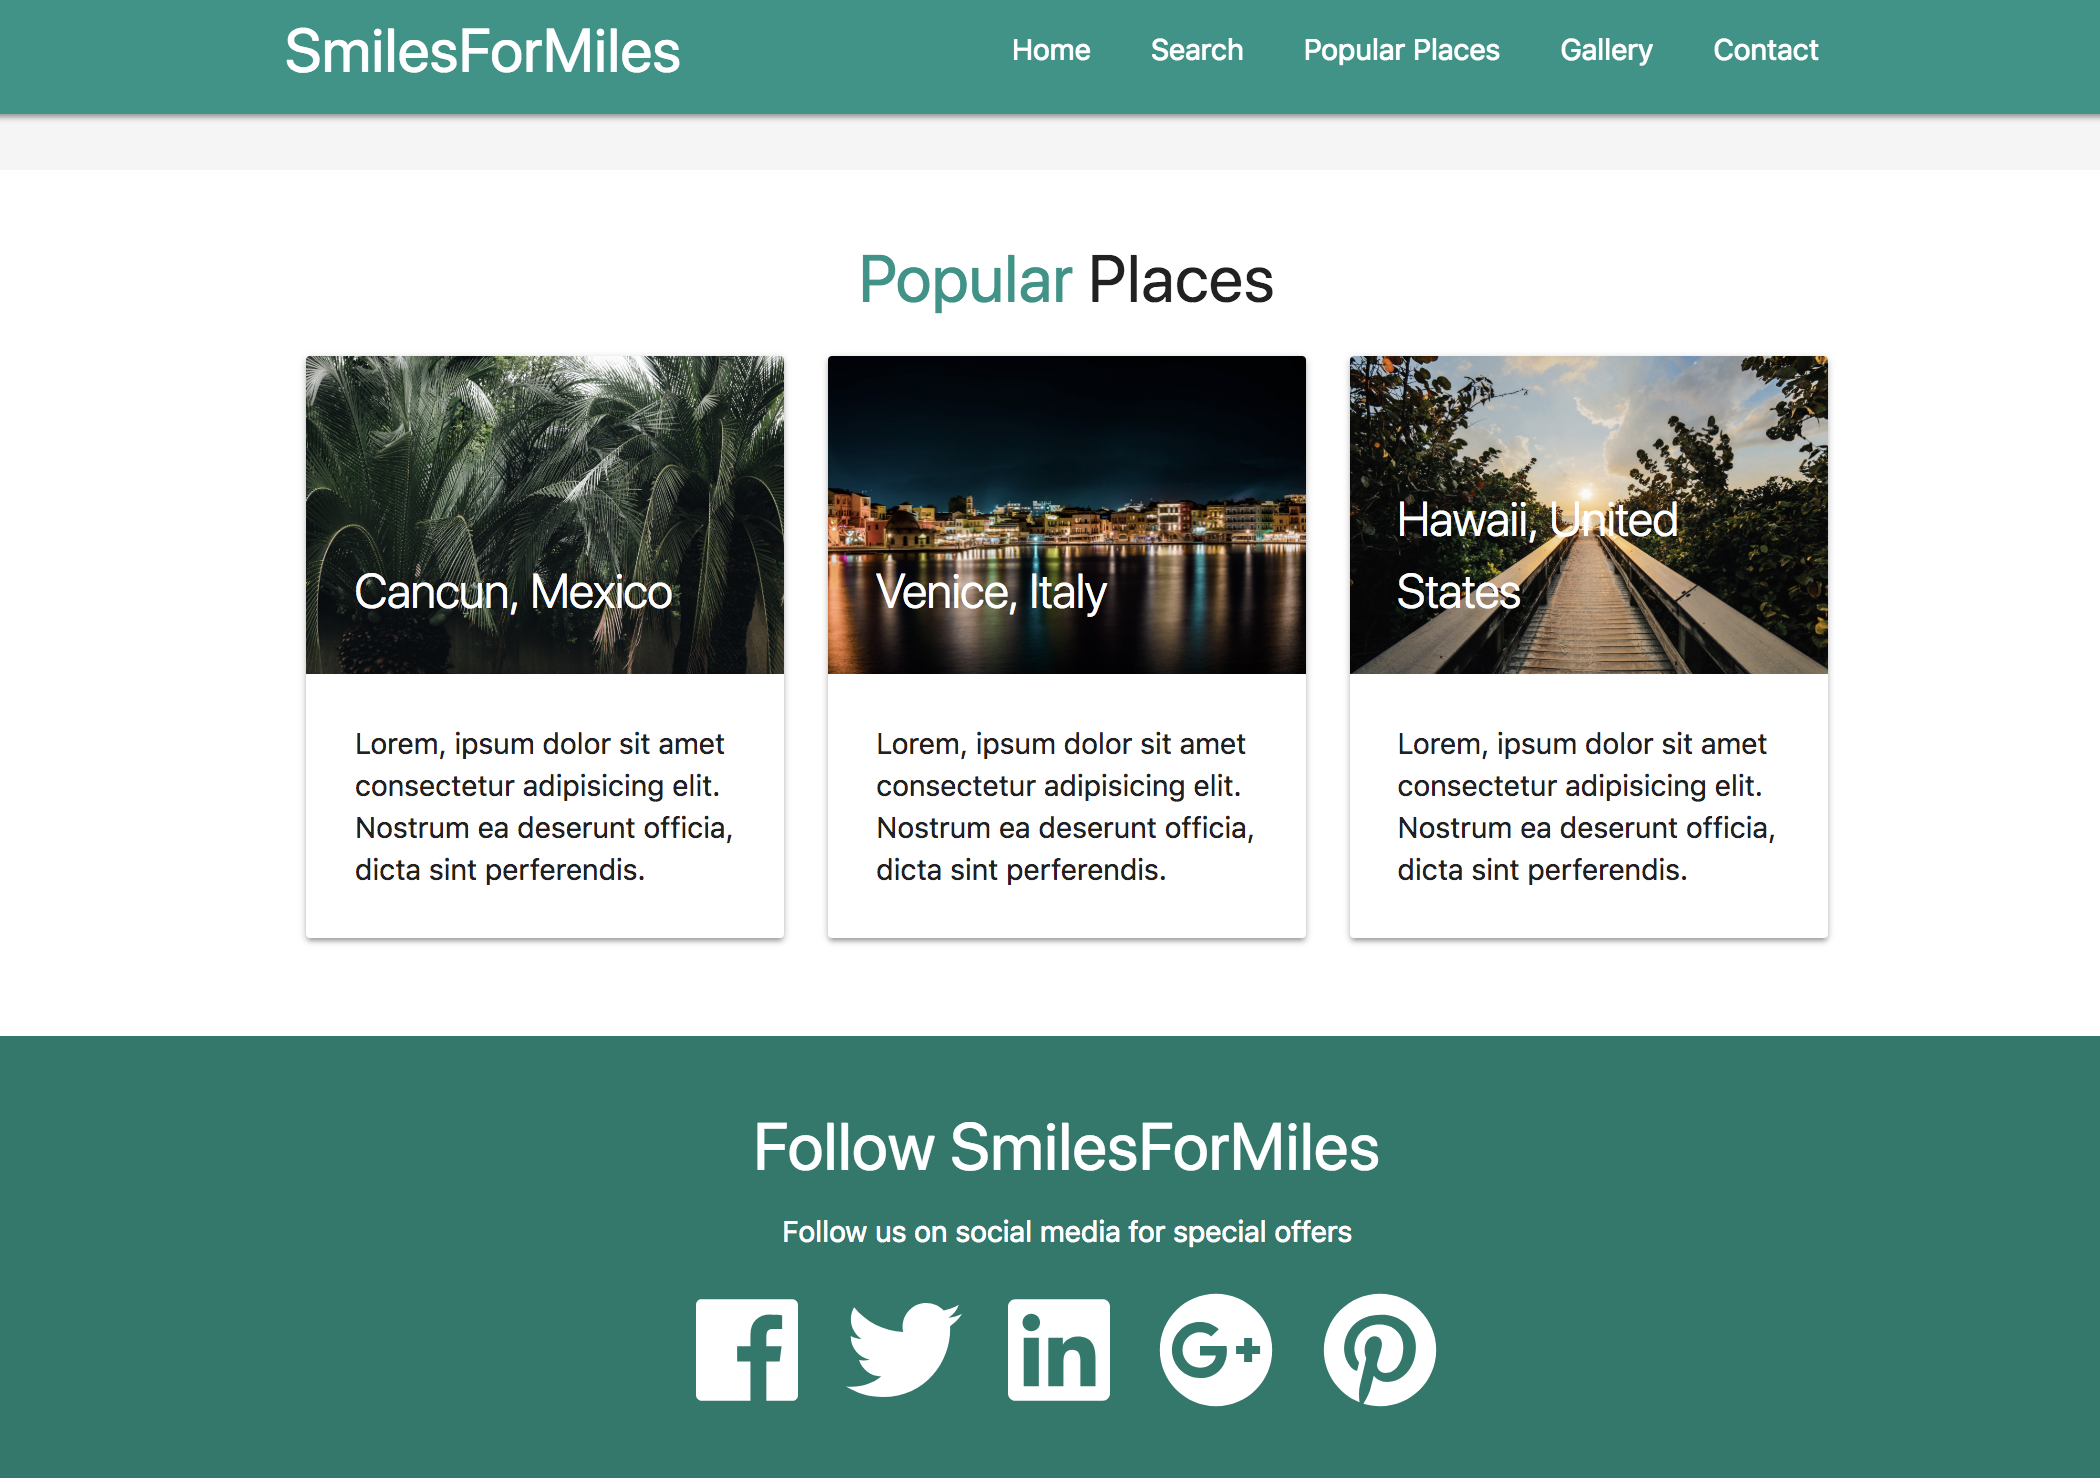 SmilesForMiles
Home Search Popular Places Gallery Contact
Popular Places
Cancun, Mexico
Lorem, ipsum dolor sit amet
consectetur adipisicing elit.
Nostrum ea deserunt officia,
dicta sint perferendis.
Venice, Italy
Lorem, ipsum dolor sit amet
consectetur adipisicing elit.
Nostrum ea deserunt officia,
dicta sint perferendis.
Hawaii, United
States
Lorem, ipsum dolor sit amet
consectetur adipisicing elit.
Nostrum ea deserunt officia,
dicta sint perferendis.
Follow SmilesForMiles
Follow us on social media for special offers